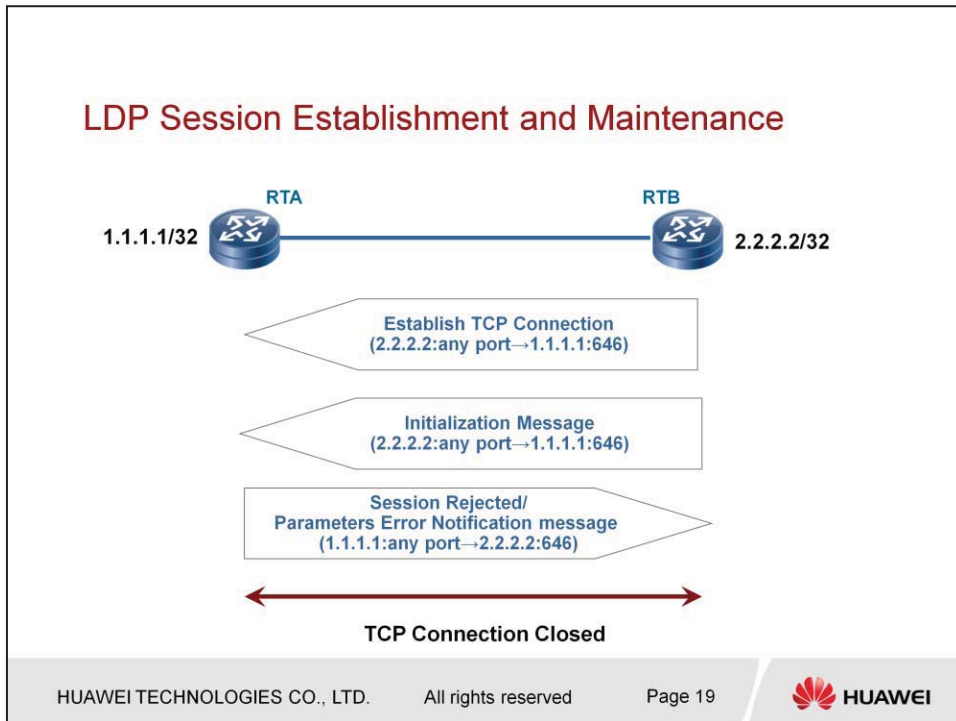 LDP Session Establishment and Maintenance
RTA
RTB
1.1.1.1/32
2.2.2.2/32
Establish TCP Connection
(2.2.2.2:any port→1.1.1.1:646)
Initialization Message
(2.2.2.2:any port→1.1.1.1:646)
Session Rejected/
Parameters Error Notification message
(1.1.1.1:any port→2.2.2.2:646)
TCP Connection Closed
HUAWEI TECHNOLOGIES CO., LTD.
All rights reserved
Page 19
HUAWEI